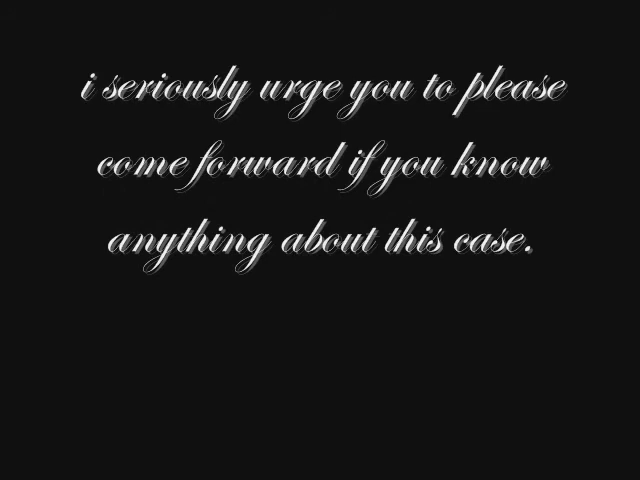 i seriously urge you to please
come forward if you know
anything about this case.